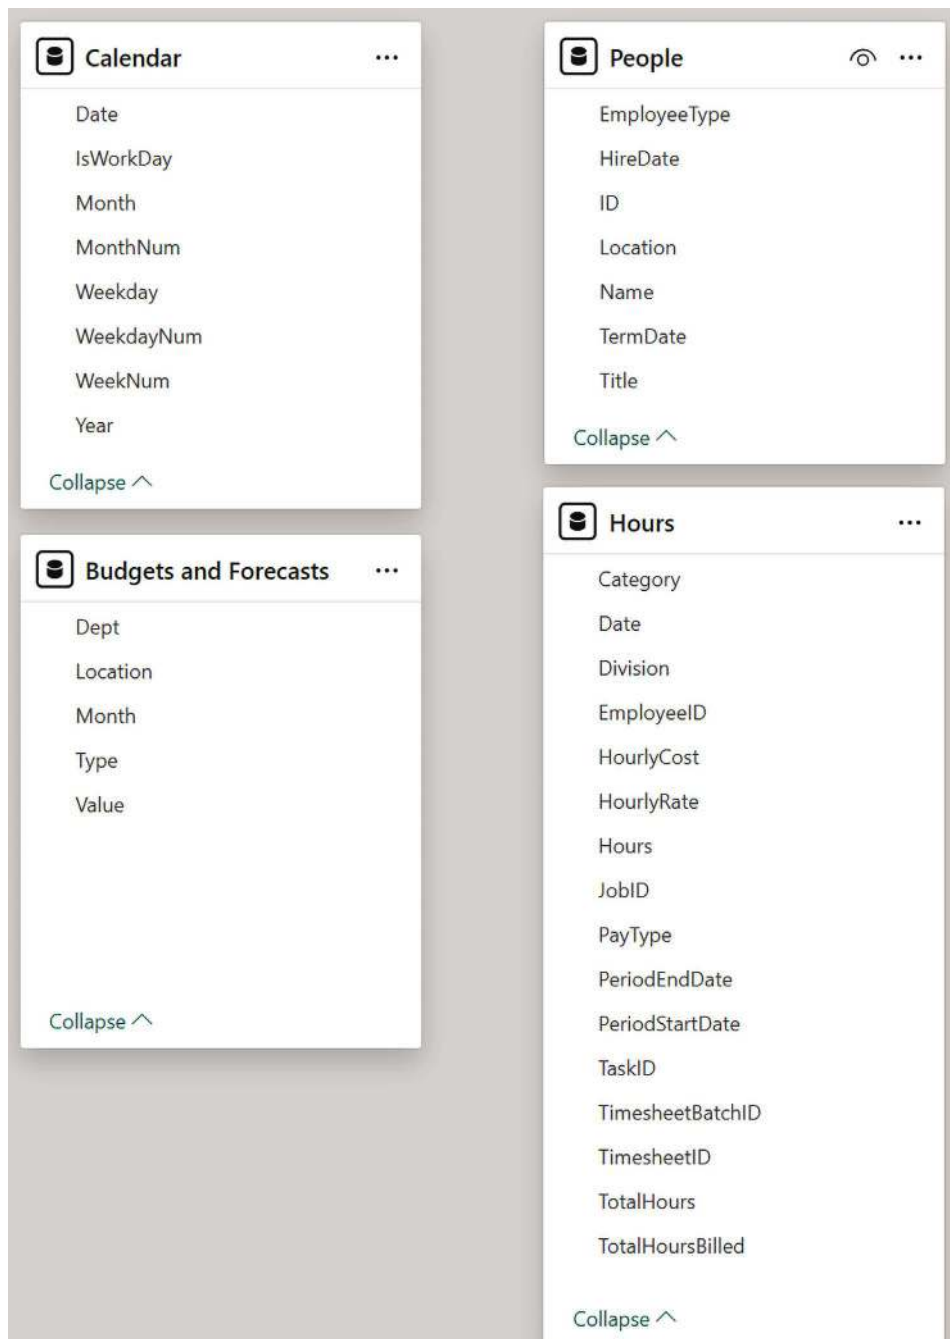 Calendar
Date
IsWorkDay
Month
MonthNum
Weekday
WeekdayNum
WeekNum
Year
Collapse
People
EmployeeType
HireDate
ID
Location
Name
TermDate
Title
Collapse
Budgets and Forecasts
Dept
Location
Month
Type
Value
Collapse
Hours
Category
Date
Division
EmployeeID
HourlyCost
HourlyRate
Hours
JobID
PayType
PeriodEndDate
PeriodStartDate
TaskID
TimesheetBatchID
TimesheetID
TotalHours
TotalHoursBilled
Collapse